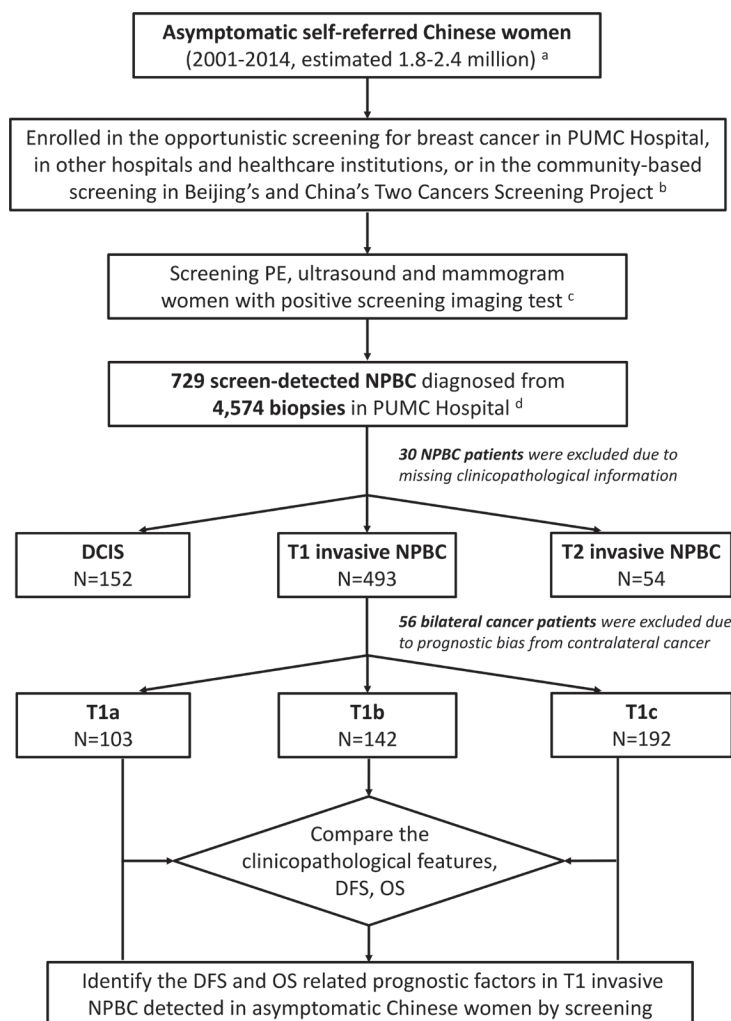 Asymptomatic self-referred Chinese women
(2001-2014, estimated 1.8-2.4 million) a
Enrolled in the opportunistic screening for breast cancer in PUMC Hospital,
in other hospitals and healthcare institutions, or in the community-based
screening in Beijing’s and China’s Two Cancers Screening Project b
Screening PE, ultrasound and mammogram
women with positive screening imaging test c
729 screen-detected NPBC diagnosed from
4,574 biopsies in PUMC Hospital d
30 NPBC patients were excluded due to
missing clinicopathological information
DCIS
N=152
T1 invasive NPBC
N=493
T2 invasive NPBC
N=54
56 bilateral cancer patients were excluded due
to prognostic bias from contralateral cancer
T1a
N=103
T1b
N=142
T1c
N=192
Compare the
clinicopathological features,
DFS, OS
Identify the DFS and OS related prognostic factors in T1 invasive
NPBC detected in asymptomatic Chinese women by screening